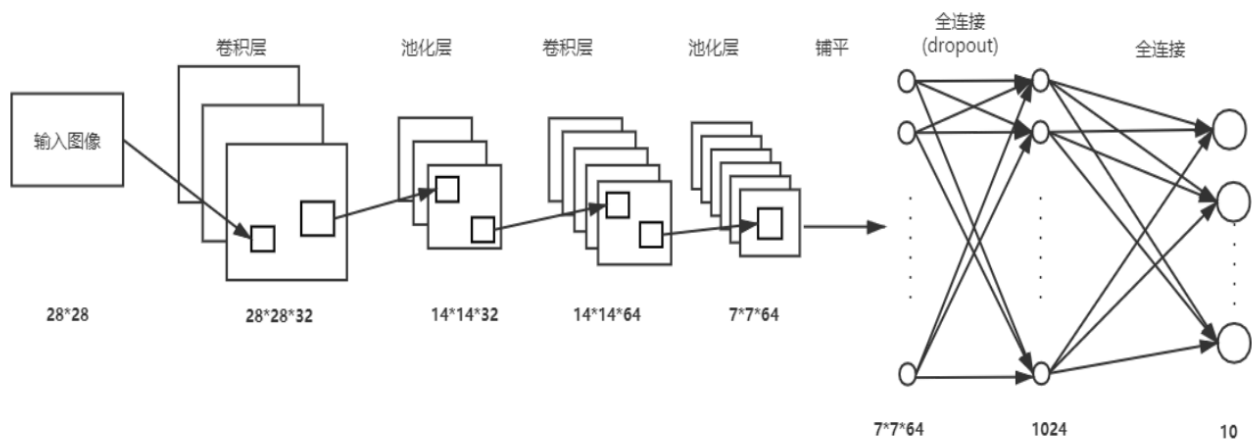 卷积层
池化层
卷积层
池化层
铺平
全连接
(dropout)
全连接
输入图像
28*28
28*28*32
14*14*32
14*14*64
7*7*64
7*7*64
1024
10